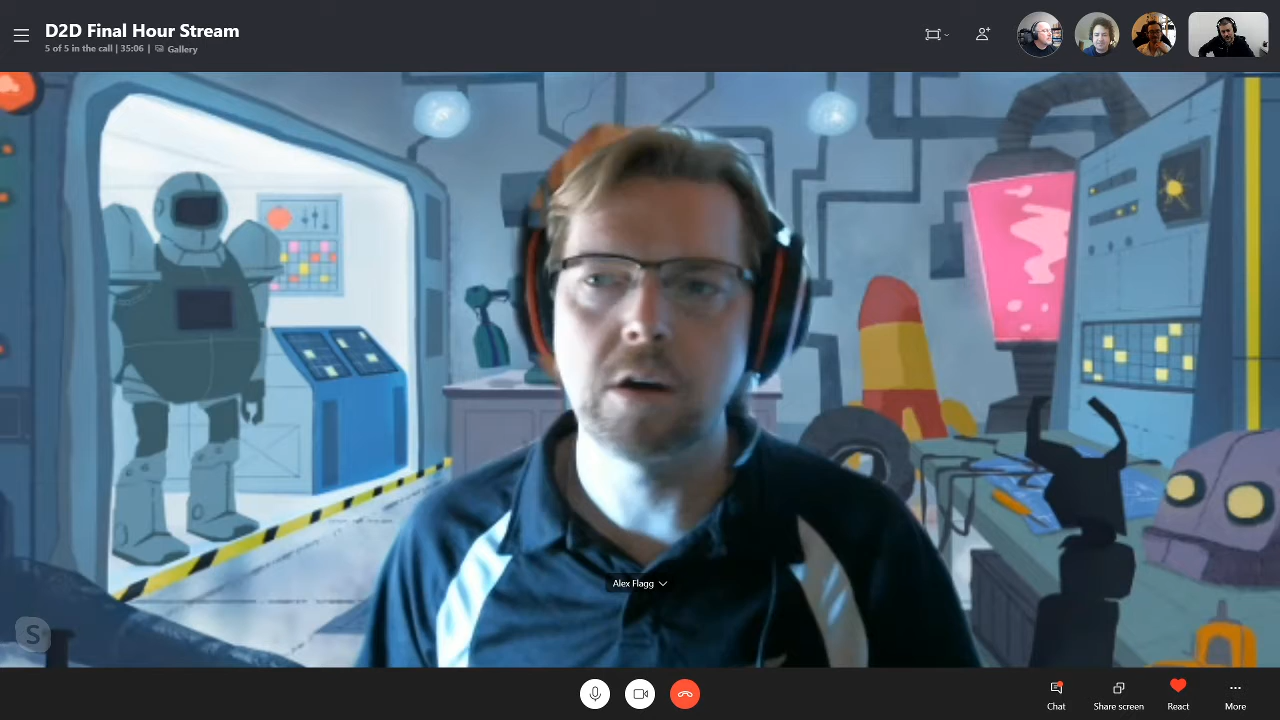 D2D Final Hour Stream
5 of 5 in the call | 35:06 | Gallery
Alex Flagg
S
Chat
Share screen
React
More